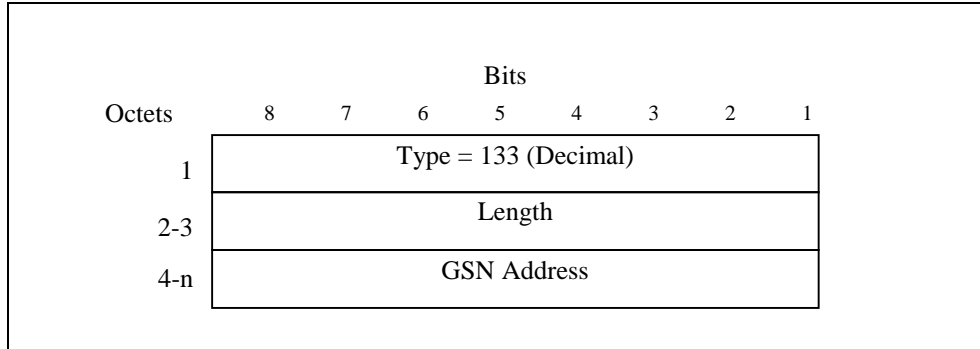 Bits
Octets 8 7 6 5 4 3 2 1
1 Type = 133 (Decimal)
2-3 Length
4-n GSN Address